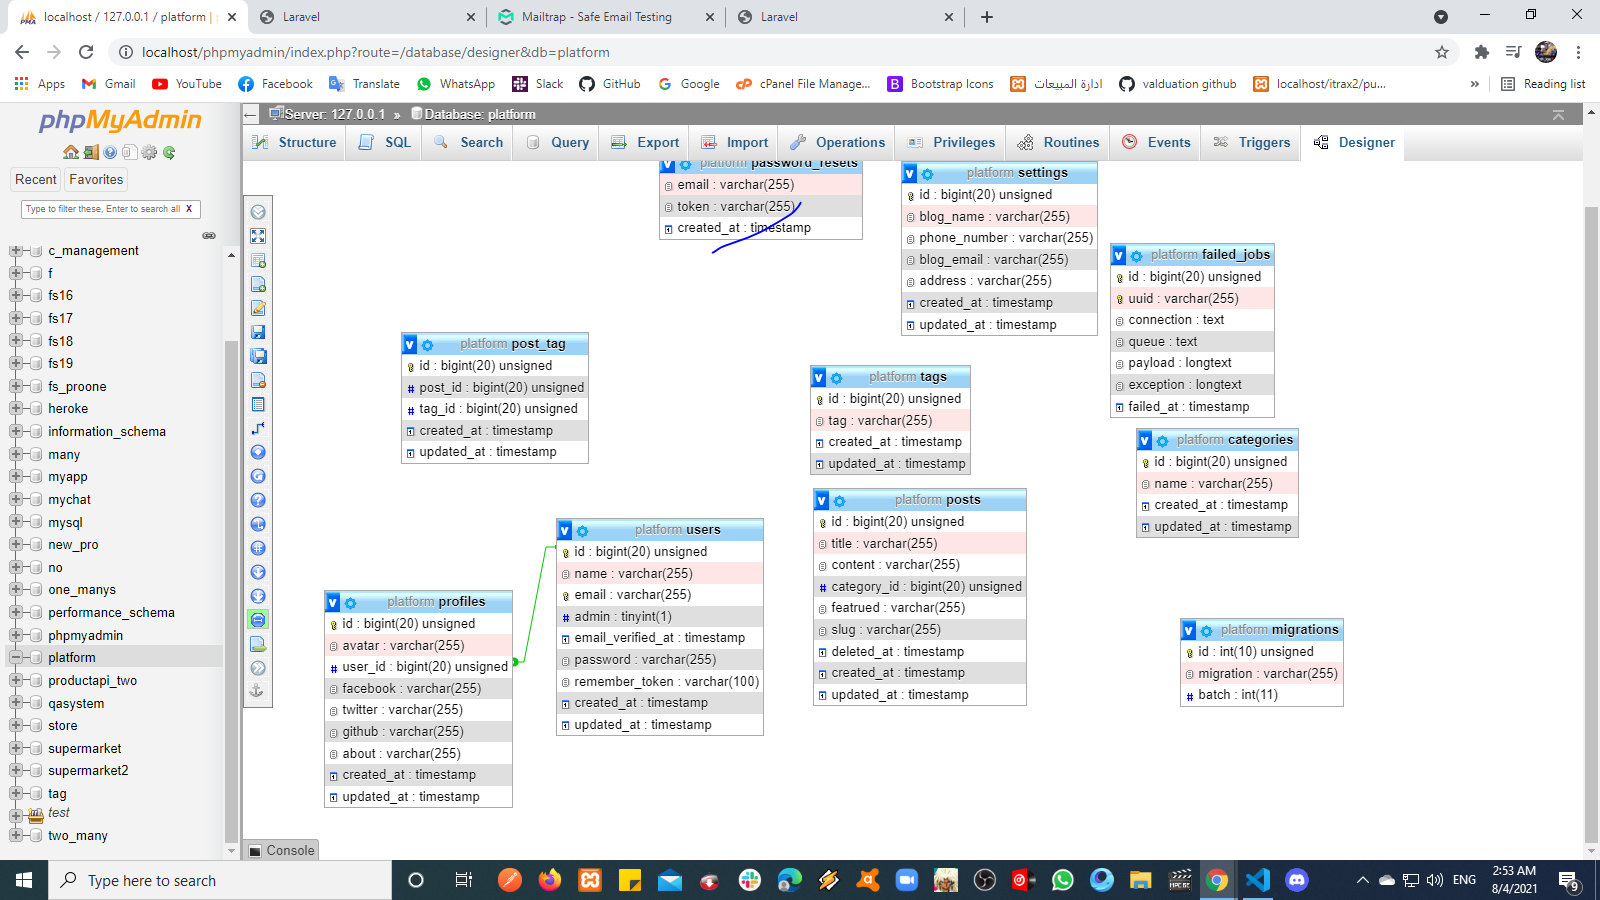 localhost / 127.0.0.1 / platform |
Laravel
Mailtrap - Safe Email Testing
Laravel
localhost/phpmyadmin/index.php?route=/database/designer&db=platform
Apps
Gmail
YouTube
Facebook
Translate
WhatsApp
Slack
GitHub
Google
cPanel File Manage...
Bootstrap Icons
ادارة المبيعات
valduation github
localhost/itrax2/pu...
»
Reading list
phpMyAdmin
Recent
Favorites
Type to filter these, Enter to search all X
c_management
f
fs16
fs17
fs18
fs19
fs_proone
heroke
information_schema
many
myapp
mychat
mysql
new_pro
no
one_manys
performance_schema
phpmyadmin
platform
productapi_two
qasystem
store
supermarket
supermarket2
tag
test
two_many
Server: 127.0.0.1 » Database: platform
Structure
SQL
Search
Query
Export
Import
Operations
Privileges
Routines
Events
Triggers
Designer
platform password_resets
email : varchar(255)
token : varchar(255)
created_at : timestamp
platform settings
id : bigint(20) unsigned
blog_name : varchar(255)
phone_number : varchar(255)
blog_email : varchar(255)
address : varchar(255)
created_at : timestamp
updated_at : timestamp
platform failed_jobs
id : bigint(20) unsigned
uuid : varchar(255)
connection : text
queue : text
payload : longtext
exception : longtext
failed_at : timestamp
platform post_tag
id : bigint(20) unsigned
post_id : bigint(20) unsigned
tag_id : bigint(20) unsigned
created_at : timestamp
updated_at : timestamp
platform tags
id : bigint(20) unsigned
tag : varchar(255)
created_at : timestamp
updated_at : timestamp
platform categories
id : bigint(20) unsigned
name : varchar(255)
created_at : timestamp
updated_at : timestamp
platform posts
id : bigint(20) unsigned
title : varchar(255)
content : varchar(255)
category_id : bigint(20) unsigned
featrued : varchar(255)
slug : varchar(255)
deleted_at : timestamp
created_at : timestamp
updated_at : timestamp
platform users
id : bigint(20) unsigned
name : varchar(255)
email : varchar(255)
admin : tinyint(1)
email_verified_at : timestamp
password : varchar(255)
remember_token : varchar(100)
created_at : timestamp
updated_at : timestamp
platform profiles
id : bigint(20) unsigned
avatar : varchar(255)
user_id : bigint(20) unsigned
facebook : varchar(255)
twitter : varchar(255)
github : varchar(255)
about : varchar(255)
created_at : timestamp
updated_at : timestamp
platform migrations
id : int(10) unsigned
migration : varchar(255)
batch : int(11)
Console
Type here to search
ENG
2:53 AM
8/4/2021
9